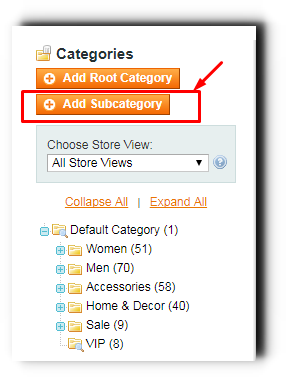 Categories
Add Root Category
Add Subcategory
Choose Store View:
All Store Views
Collapse All | Expand All
Default Category (1)
Women (51)
Men (70)
Accessories (58)
Home & Decor (40)
Sale (9)
VIP (8)